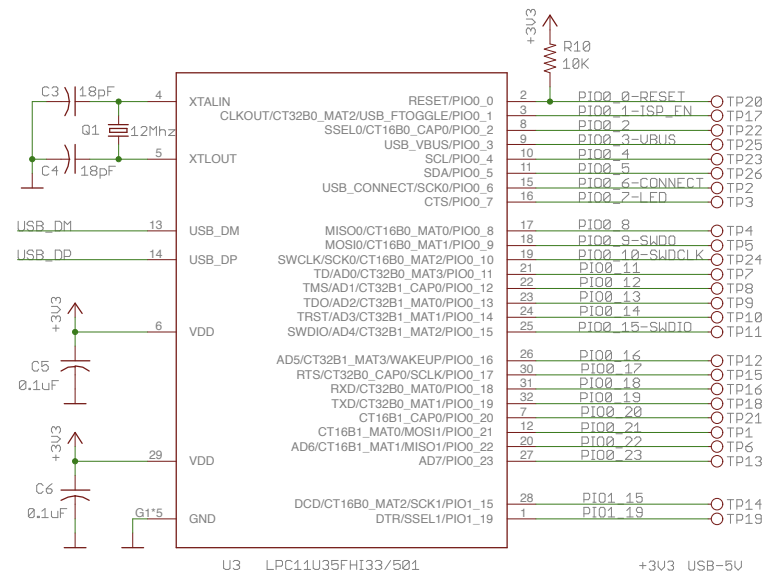 +3V3
R10
10K
C3 18pF
Q1 12Mhz
C4 18pF
4 XTALIN
5 XTLOUT
USB_DM 13 USB_DM
USB_DP 14 USB_DP
+3V3
6 VDD
C5
0.1uF
+3V3
29 VDD
C6
0.1uF
G1*5 GND
RESET/PIO0_0 2 PIO0_0-RESET TP20
CLKOUT/CT32B0_MAT2/USB_FTOGGLE/PIO0_1 3 PIO0_1-ISP_EN TP17
SSEL0/CT16B0_CAP0/PIO0_2 8 PIO0_2 TP22
USB_VBUS/PIO0_3 9 PIO0_3-VBUS TP25
SCL/PIO0_4 10 PIO0_4 TP23
SDA/PIO0_5 11 PIO0_5 TP26
USB_CONNECT/SCK0/PIO0_6 15 PIO0_6-CONNECT TP2
CTS/PIO0_7 16 PIO0_7-LED TP3
MISO0/CT16B0_MAT0/PIO0_8 17 PIO0_8 TP4
MOSI0/CT16B0_MAT1/PIO0_9 18 PIO0_9-SWDO TP5
SWCLK/SCK0/CT16B0_MAT2/PIO0_10 19 PIO0_10-SWDCLK TP24
TD/AD0/CT32B0_MAT3/PIO0_11 21 PIO0_11 TP7
TMS/AD1/CT32B1_CAP0/PIO0_12 22 PIO0_12 TP8
TDO/AD2/CT32B1_MAT0/PIO0_13 23 PIO0_13 TP9
TRST/AD3/CT32B1_MAT1/PIO0_14 24 PIO0_14 TP10
SWDIO/AD4/CT32B1_MAT2/PIO0_15 25 PIO0_15-SWDIO TP11
AD5/CT32B1_MAT3/WAKEUP/PIO0_16 26 PIO0_16 TP12
RTS/CT32B0_CAP0/SCLK/PIO0_17 30 PIO0_17 TP15
RXD/CT32B0_MAT0/PIO0_18 31 PIO0_18 TP16
TXD/CT32B0_MAT1/PIO0_19 32 PIO0_19 TP18
CT16B1_CAP0/PIO0_20 7 PIO0_20 TP21
CT16B1_MAT0/MOSI1/PIO0_21 12 PIO0_21 TP1
AD6/CT16B1_MAT1/MISO1/PIO0_22 20 PIO0_22 TP6
AD7/PIO0_23 27 PIO0_23 TP13
DCD/CT16B0_MAT2/SCK1/PIO1_15 28 PIO1_15 TP14
DTR/SSEL1/PIO1_19 1 PIO1_19 TP19
U3 LPC11U35FHI33/501
+3V3 USB-5V